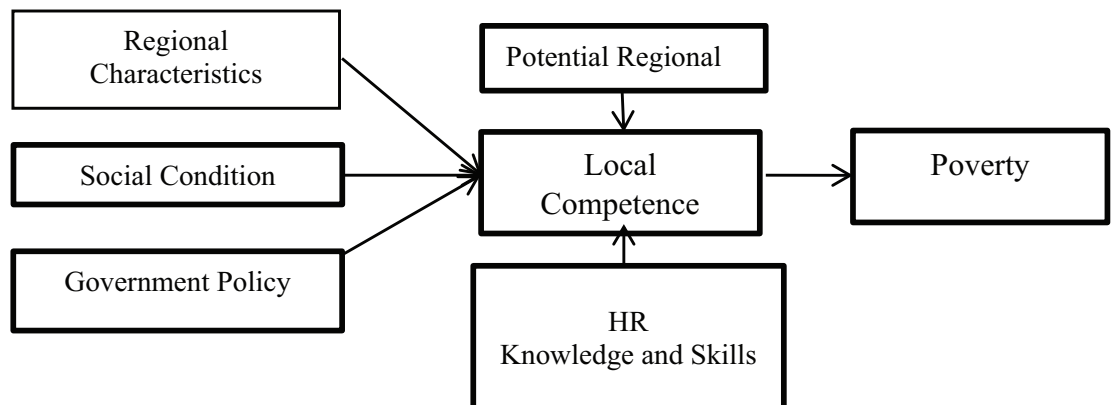 Regional
Characteristics
Potential Regional
Social Condition
Local
Competence
Poverty
Government Policy
HR
Knowledge and Skills